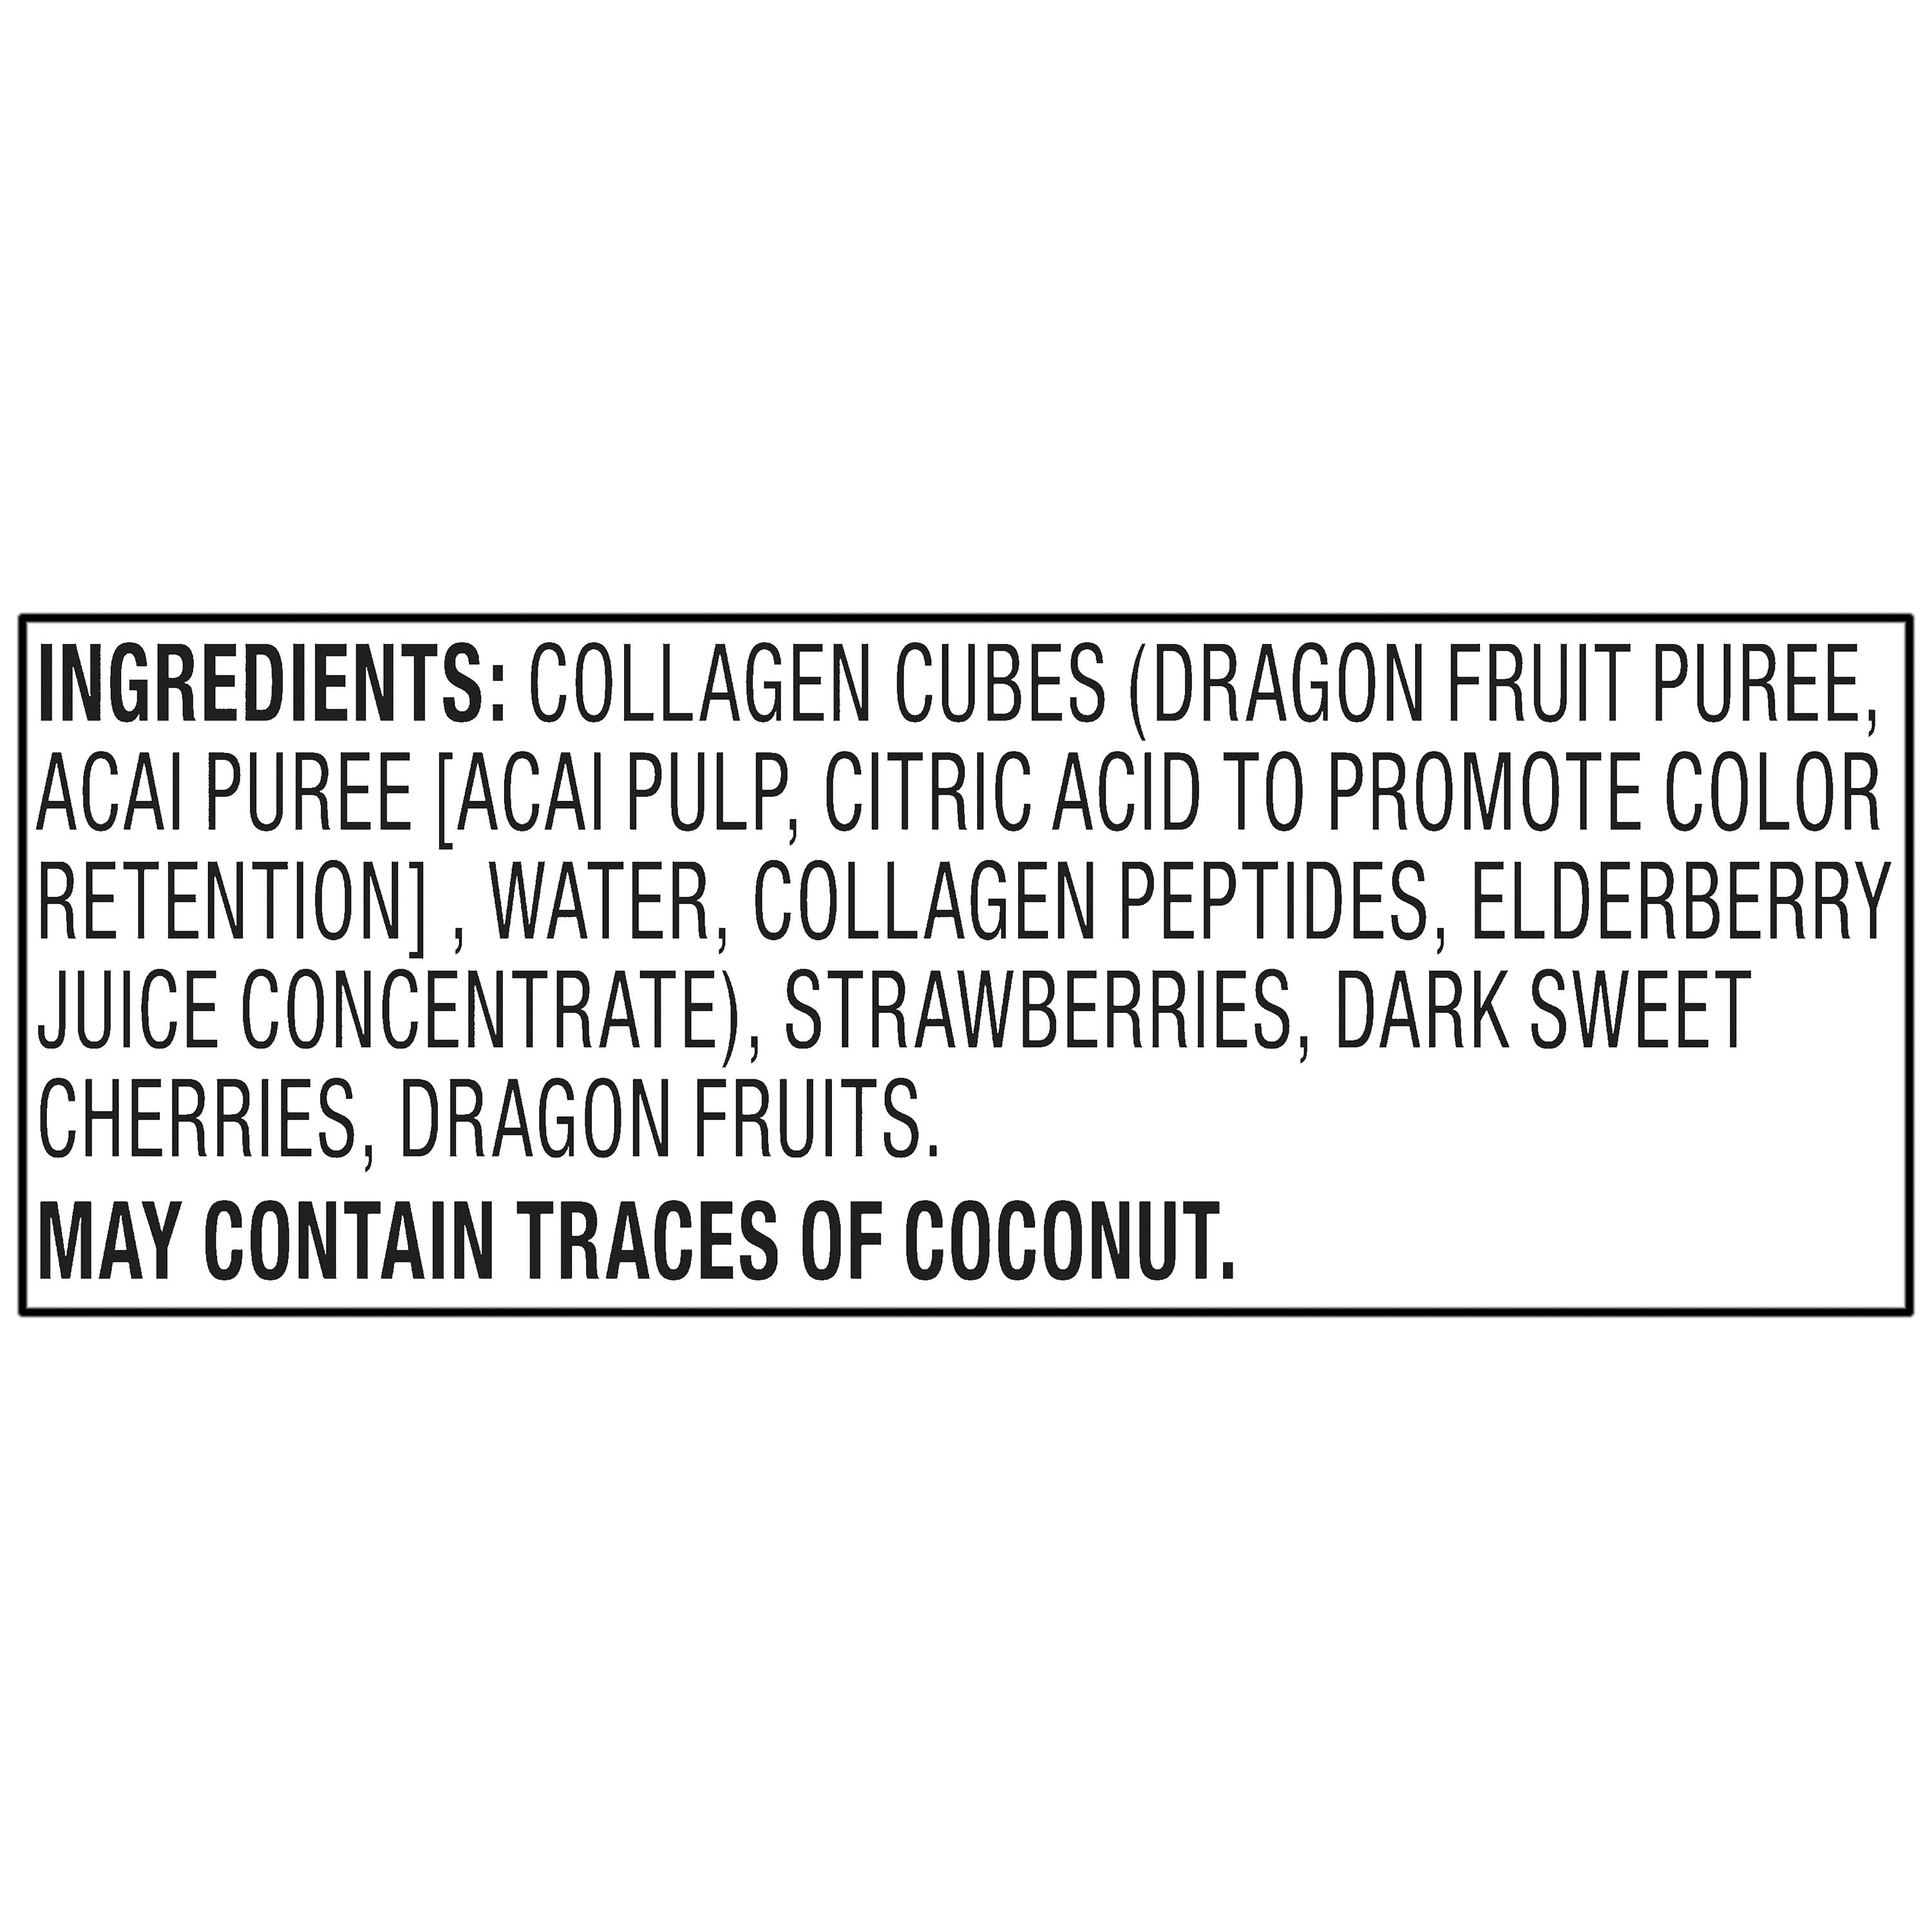 INGREDIENTS: COLLAGEN CUBES (DRAGON FRUIT PUREE,
ACAI PUREE [ACAI PULP, CITRIC ACID TO PROMOTE COLOR
RETENTION] , WATER, COLLAGEN PEPTIDES, ELDERBERRY
JUICE CONCENTRATE), STRAWBERRIES, DARK SWEET
CHERRIES, DRAGON FRUITS.
MAY CONTAIN TRACES OF COCONUT.